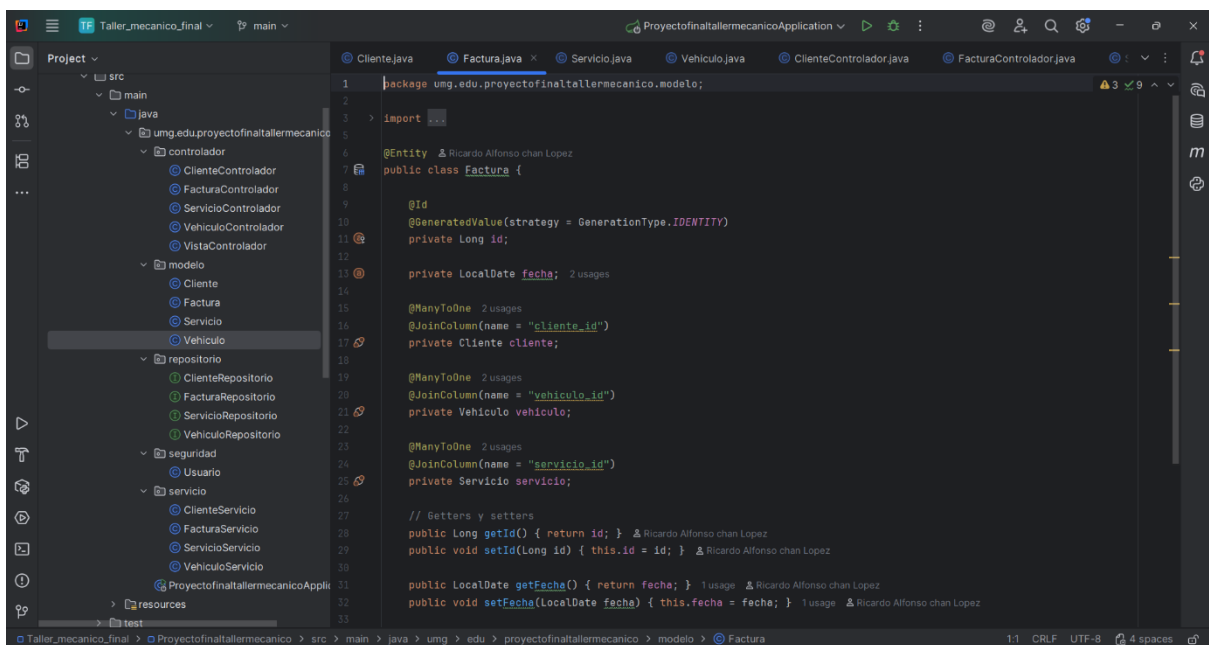 TF Taller_mecanico_final main ProyectofinaltallermecanicoApplication
Project
Cliente.java Factura.java Servicio.java Vehiculo.java ClienteControlador.java FacturaControlador.java
src
main
java
umg.edu.proyectofinaltallermecanico
controlador
ClienteControlador
FacturaControlador
ServicioControlador
VehiculoControlador
VistaControlador
modelo
Cliente
Factura
Servicio
Vehiculo
repositorio
ClienteRepositorio
FacturaRepositorio
ServicioRepositorio
VehiculoRepositorio
seguridad
Usuario
servicio
ClienteServicio
FacturaServicio
ServicioServicio
VehiculoServicio
ProyectofinaltallermecanicoApplic
resources
test
1 package umg.edu.proyectofinaltallermecanico.modelo; 3 9
2
3 import ...
5
6 @Entity Ricardo Alfonso chan Lopez
7 public class Factura {
8
9 @Id
10 @GeneratedValue(strategy = GenerationType.IDENTITY)
11 private Long id;
12
13 private LocalDate fecha; 2 usages
14
15 @ManyToOne 2 usages
16 @JoinColumn(name = "cliente_id")
17 private Cliente cliente;
18
19 @ManyToOne 2 usages
20 @JoinColumn(name = "vehiculo_id")
21 private Vehiculo vehiculo;
22
23 @ManyToOne 2 usages
24 @JoinColumn(name = "servicio_id")
25 private Servicio servicio;
26
27 // Getters y setters
28 public Long getId() { return id; } Ricardo Alfonso chan Lopez
29 public void setId(Long id) { this.id = id; } Ricardo Alfonso chan Lopez
30
31 public LocalDate getFecha() { return fecha; } 1 usage Ricardo Alfonso chan Lopez
32 public void setFecha(LocalDate fecha) { this.fecha = fecha; } 1 usage Ricardo Alfonso chan Lopez
33
Taller_mecanico_final > Proyectofinaltallermecanico > src > main > java > umg > edu > proyectofinaltallermecanico > modelo > Factura 1:1 CRLF UTF-8 4 spaces